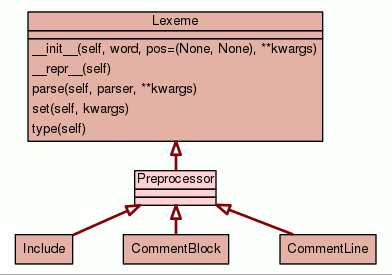 Lexeme
__init__(self, word, pos=(None, None), **kwargs)
__repr__(self)
parse(self, parser, **kwargs)
set(self, kwargs)
type(self)
Preprocessor
Include
CommentBlock
CommentLine